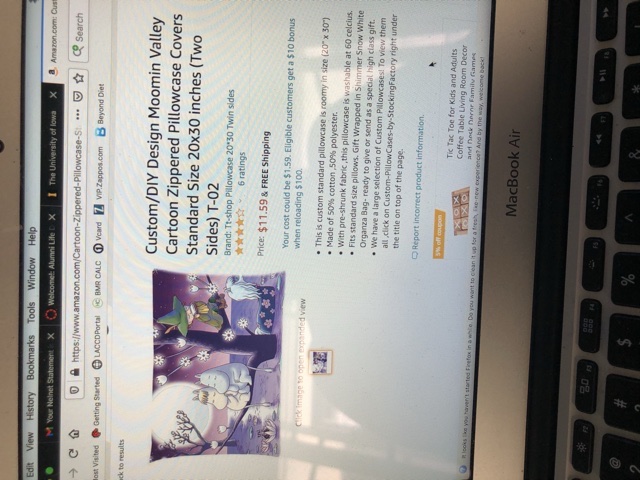 Edit View History Bookmarks Tools Window Help
Your Nelnet Statement X
Welcome! Alumni Life
X
The University of Iowa X
Amazon.com: Cust
https://www.amazon.com/Cartoon-Zippered-Pillowcase-S
Search
Most Visited Getting Started LACCDPortal BMR CALC Vcard VIP.Zoppira.com Beyond Diet
ck to results
Custom/DIY Design Moomin Valley
Cartoon Zippered Pillowcase Covers
Standard Size 20x30 inches (Two
Sides) T-02
Brand: Tt-shop Pillowcase 20*30 Twin sides
6 ratings
Price: $11.59 & FREE Shipping
Your cost could be $1.59. Eligible customers get a $10 bonus
when reloading $100.
• This is custom standard pillowcase is roomy in size (20" x 30")
• Made of 50% cotton ,50% polyester.
• With pre-shrunk fabric, this pillowcase is washable at 60 celcius.
• Fits standard size pillows. Gift Wrapped in Shimmer Snow White
Organza Bag- ready to give or send as a special high class gift.
• We have a large selection of Custom Pillowcases! To view them
all ,click on Custom-PillowCases-by-StockingFactory right under
the title on top of the page.
Report incorrect product information.
Click image to open expanded view
5% off coupon
Tic Tac Toe for Kids and Adults
Coffee Table Living Room Decor
and Desk Decor Family Games
It looks like you haven't started Firefox in a while. Do you want to clean it up for a fresh, like-new experience? And by the way, welcome back!
MacBook Air
@
2
#
3
$
4
%